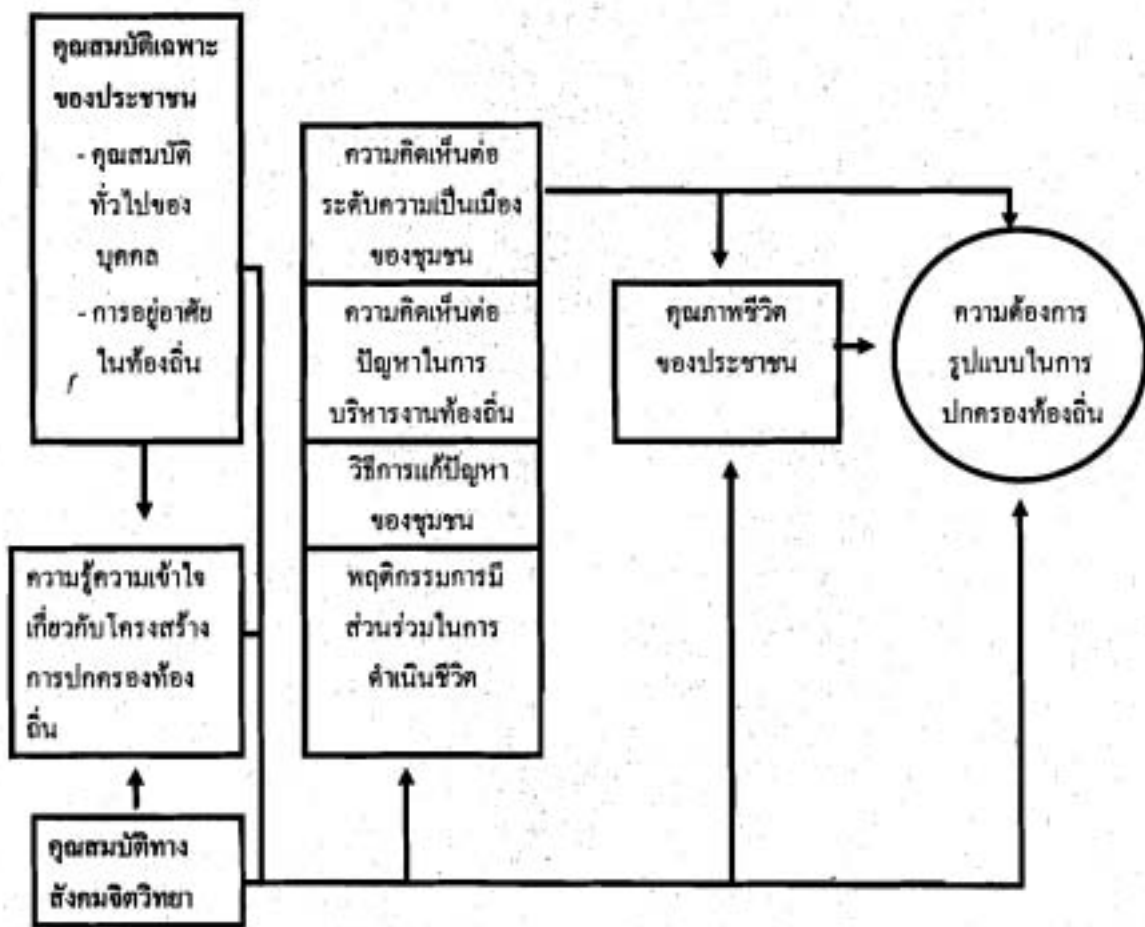 คุณสมบัติเฉพาะ
ของประชาชน
- คุณสมบัติ
ทั่วไปของ
บุคคล
- การอยู่อาศัย
ในท้องถิ่น
ความรู้ความเข้าใจ
เกี่ยวกับโครงสร้าง
การปกครองท้อง
ถิ่น
คุณสมบัติทาง
สังคมจิตวิทยา
ความคิดเห็นต่อ
ระดับความเป็นเมือง
ของชุมชน
ความคิดเห็นต่อ
ปัญหาในการ
บริหารงานท้องถิ่น
วิธีการแก้ปัญหา
ของชุมชน
พฤติกรรมการมี
ส่วนร่วมในการ
ดำเนินชีวิต
คุณภาพชีวิต
ของประชาชน
ความต้องการ
รูปแบบในการ
ปกครองท้องถิ่น